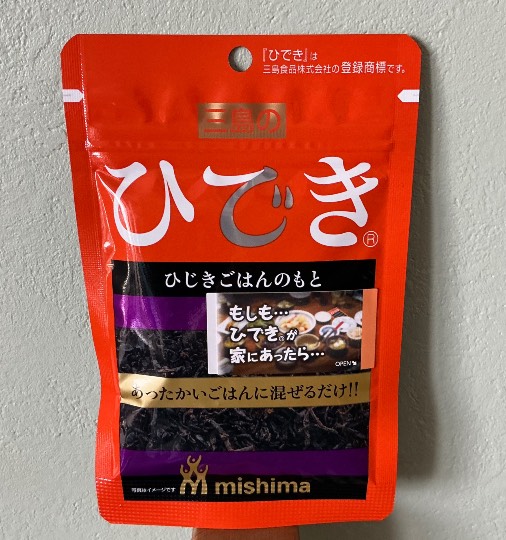 『ひでき』は
三島食品株式会社の登録商標です。
三島の
ひでき®
ひじきごはんのもと
もしも…
ひでき®が
家にあったら…
OPEN
あったかいごはんに混ぜるだけ!!
写真はイメージです
mishima